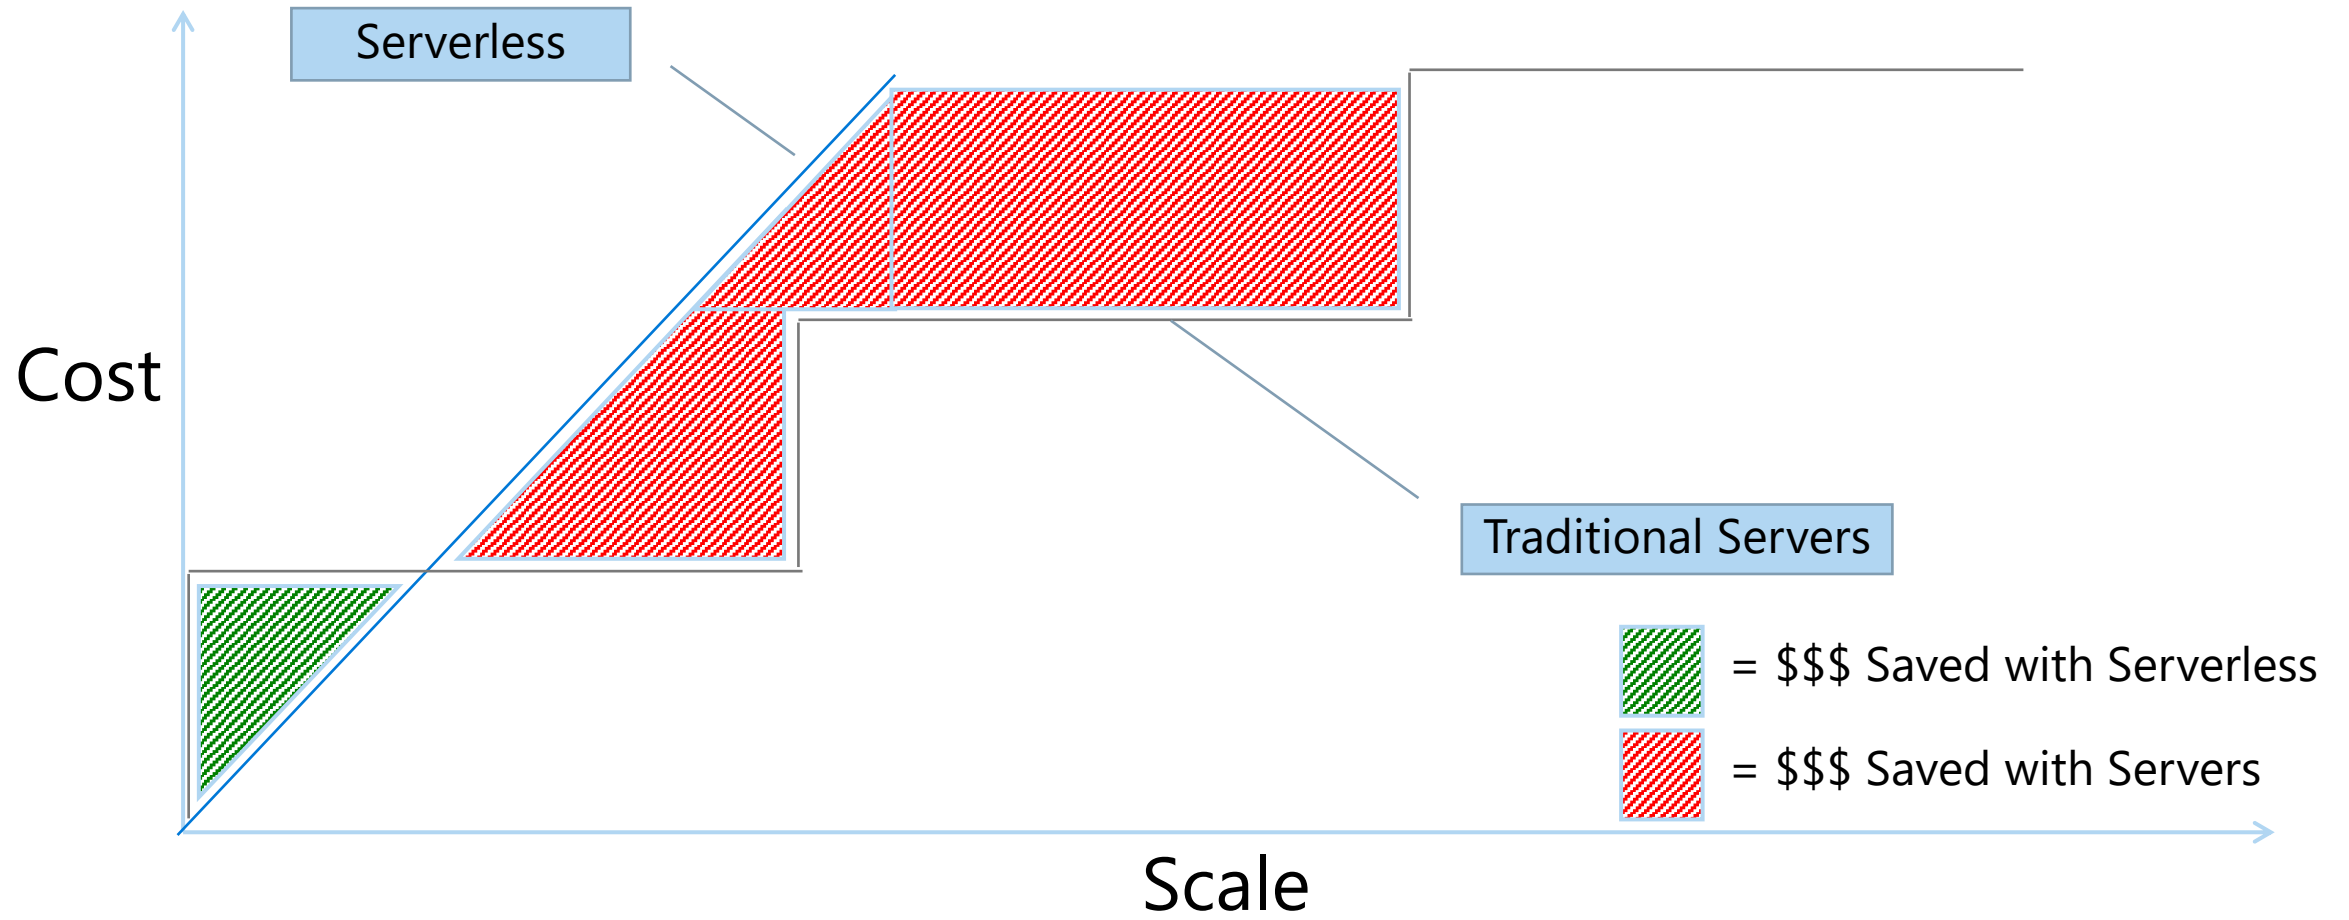 Serverless
Cost
Traditional Servers
= $$$ Saved with Serverless
= $$$ Saved with Servers
Scale